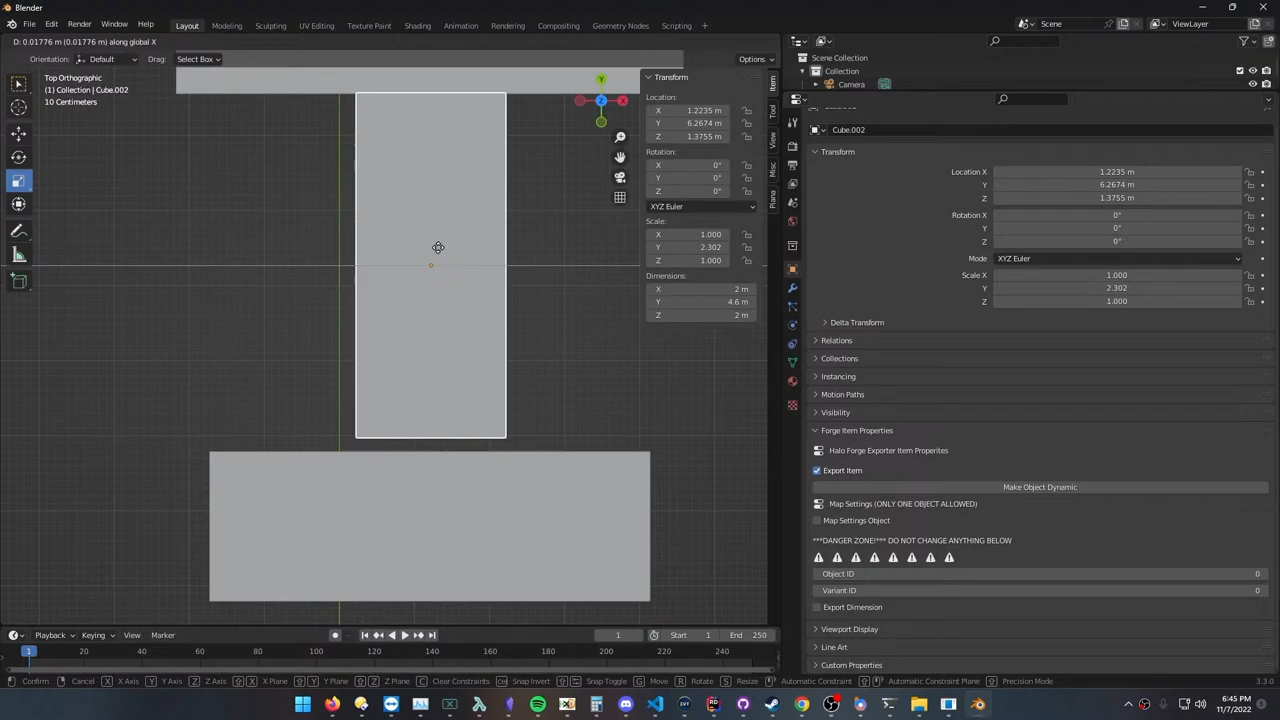 Blender
File Edit Render Window Help Layout Modeling Sculpting UV Editing Texture Paint Shading Animation Rendering Compositing Geometry Nodes Scripting + Scene ViewLayer
D: 0.01776 m (0.01776 m) along global X
Orientation: Default Drag: Select Box Options
Scene Collection
Collection
Camera
Top Orthographic
(1) Collection | Cube.002
10 Centimeters
Y
Z
X
Item
Tool
View
Misc
Transform
Location:
X 1.2235 m
Y 6.2674 m
Z 1.3755 m
Rotation:
X 0°
Y 0°
Z 0°
XYZ Euler
Scale:
X 1.000
Y 2.302
Z 1.000
Dimensions:
X 2 m
Y 4.6 m
Z 2 m
Cube.002
Transform
Location X 1.2235 m
Y 6.2674 m
Z 1.3755 m
Rotation X 0°
Y 0°
Z 0°
Mode XYZ Euler
Scale X 1.000
Y 2.302
Z 1.000
Delta Transform
Relations
Collections
Instancing
Motion Paths
Visibility
Forge Item Properties
Halo Forge Exporter Item Properites
Export Item
Make Object Dynamic
Map Settings (ONLY ONE OBJECT ALLOWED)
Map Settings Object
***DANGER ZONE!*** DO NOT CHANGE ANYTHING BELOW
Object ID 0
Variant ID 0
Export Dimension
Viewport Display
Line Art
Custom Properties
Playback Keying View Marker 1 Start 1 End 250
1 20 40 60 80 100 120 140 160 180 200 220 240
Confirm Cancel X X Axis Y Y Axis Z Z Axis X X Plane Y Y Plane Z Z Plane C Clear Constraints Snap Invert Snap Toggle G Move R Rotate S Resize Automatic Constraint Automatic Constraint Plane Precision Mode 3.3.0
6:45 PM
11/7/2022